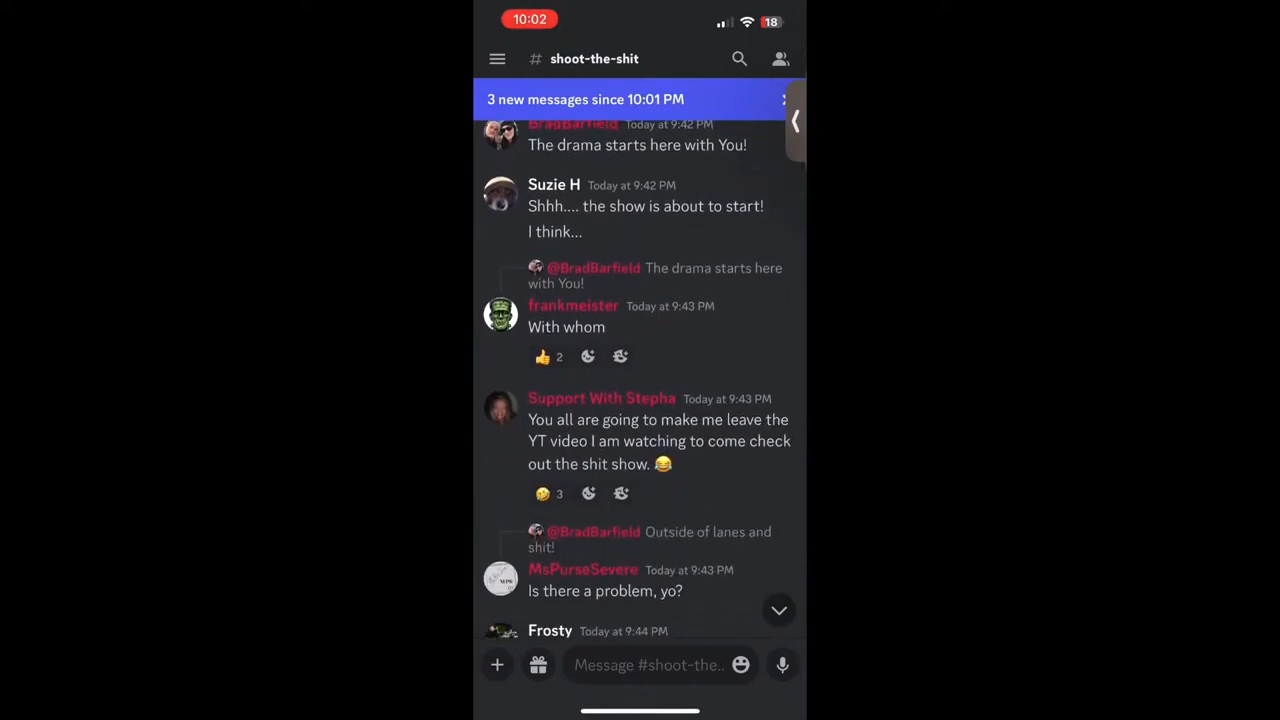 10:02
18
# shoot-the-shit
3 new messages since 10:01 PM
BradBarfield Today at 9:42 PM
The drama starts here with You!
Suzie H Today at 9:42 PM
Shhh.... the show is about to start!
I think...
@BradBarfield The drama starts here
with You!
frankmeister Today at 9:43 PM
With whom
👍 2
Support With Stepha Today at 9:43 PM
You all are going to make me leave the
YT video I am watching to come check
out the shit show. 😂
🤣 3
@BradBarfield Outside of lanes and
shit!
MsPurseSevere Today at 9:43 PM
Is there a problem, yo?
Frosty Today at 9:44 PM
Message #shoot-the..